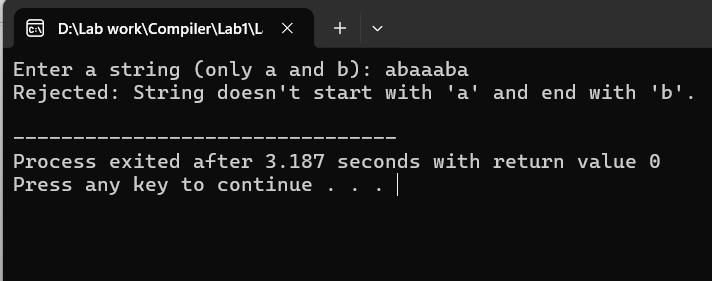 D:\Lab work\Compiler\Lab1\L
Enter a string (only a and b): abaaaba
Rejected: String doesn't start with 'a' and end with 'b'.
--------------------------------
Process exited after 3.187 seconds with return value 0
Press any key to continue . . .